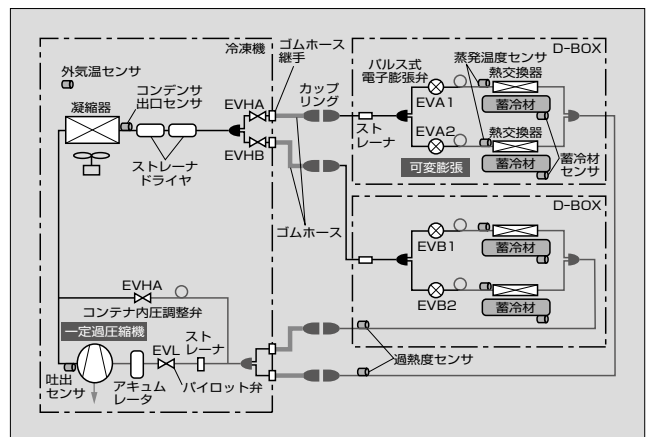 冷凍機
外気温センサ
凝縮器
コンデンサ
出口センサ
ストレーナ
ドライヤ
EVHA
EVHB
ゴムホース
継手
カップ
リング
ゴムホース
D-BOX
パルス式
電子膨張弁
蒸発温度センサ
熱交換器
EVA1
蓄冷材
スト
レーナ
EVA2
熱交換器
可変膨張
蓄冷材
蓄冷材
センサ
D-BOX
EVB1
蓄冷材
EVB2
蓄冷材
EVHA
コンテナ内圧調整弁
一定過圧縮機
EVL
スト
レーナ
吐出
センサ
アキュム
レータ
パイロット弁
過熱度センサ